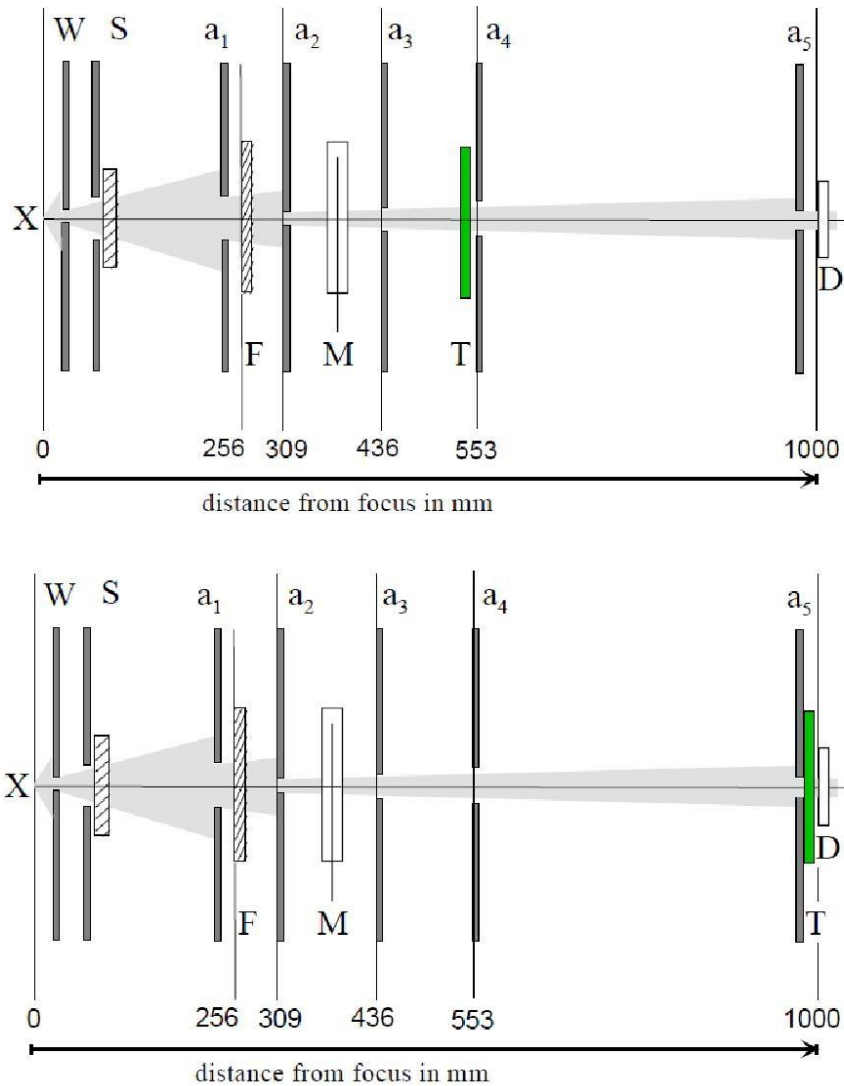 W S a₁ a₂ a₃ a₄ a₅
X
F M T D
0 256 309 436 553 1000
distance from focus in mm
W S a₁ a₂ a₃ a₄ a₅
X
D
F M T
0 256 309 436 553 1000
distance from focus in mm